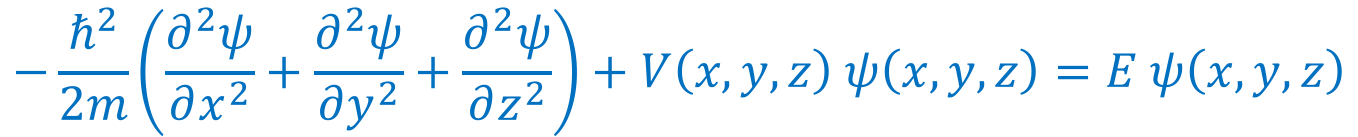 −ħ²/2m (∂²ψ/∂x² + ∂²ψ/∂y² + ∂²ψ/∂z²) + V(x, y, z) ψ(x, y, z) = E ψ(x, y, z)